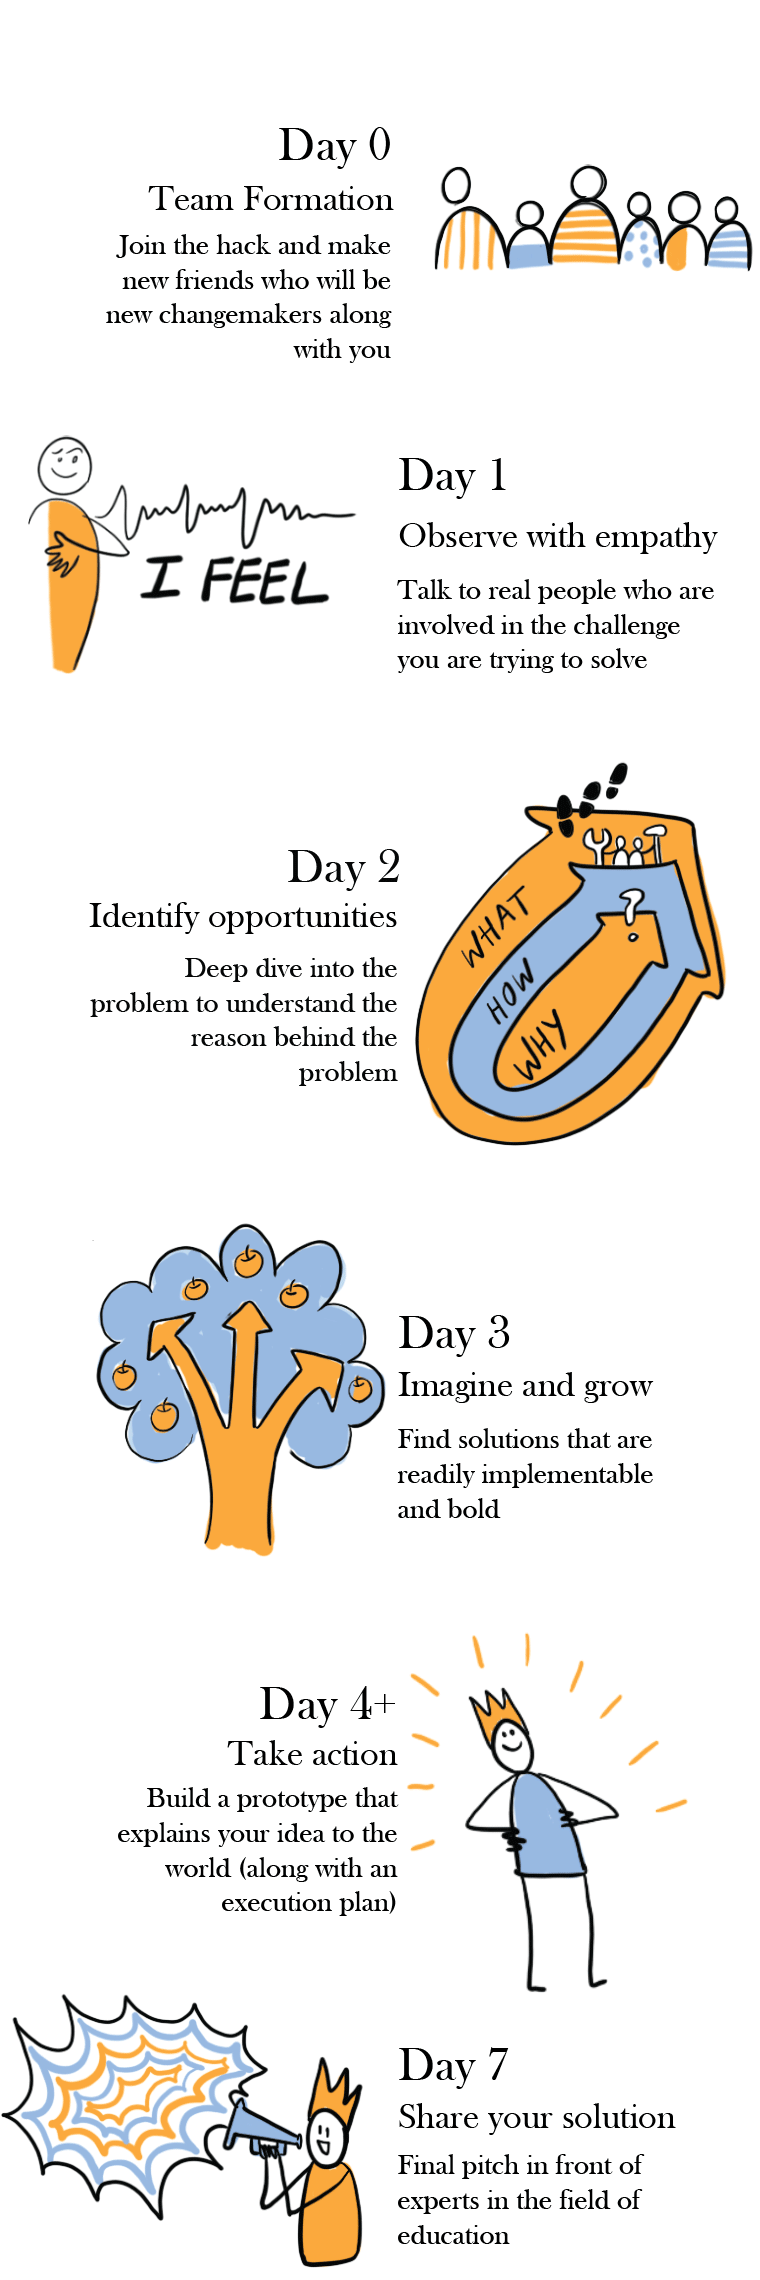 Day 0
Team Formation
Join the hack and make
new friends who will be
new changemakers along
with you
I FEEL
Day 1
Observe with empathy
Talk to real people who are
involved in the challenge
you are trying to solve
Day 2
Identify opportunities
Deep dive into the
problem to understand the
reason behind the
problem
WHAT
HOW
WHY
?
Day 3
Imagine and grow
Find solutions that are
readily implementable
and bold
Day 4+
Take action
Build a prototype that
explains your idea to the
world (along with an
execution plan)
Day 7
Share your solution
Final pitch in front of
experts in the field of
education